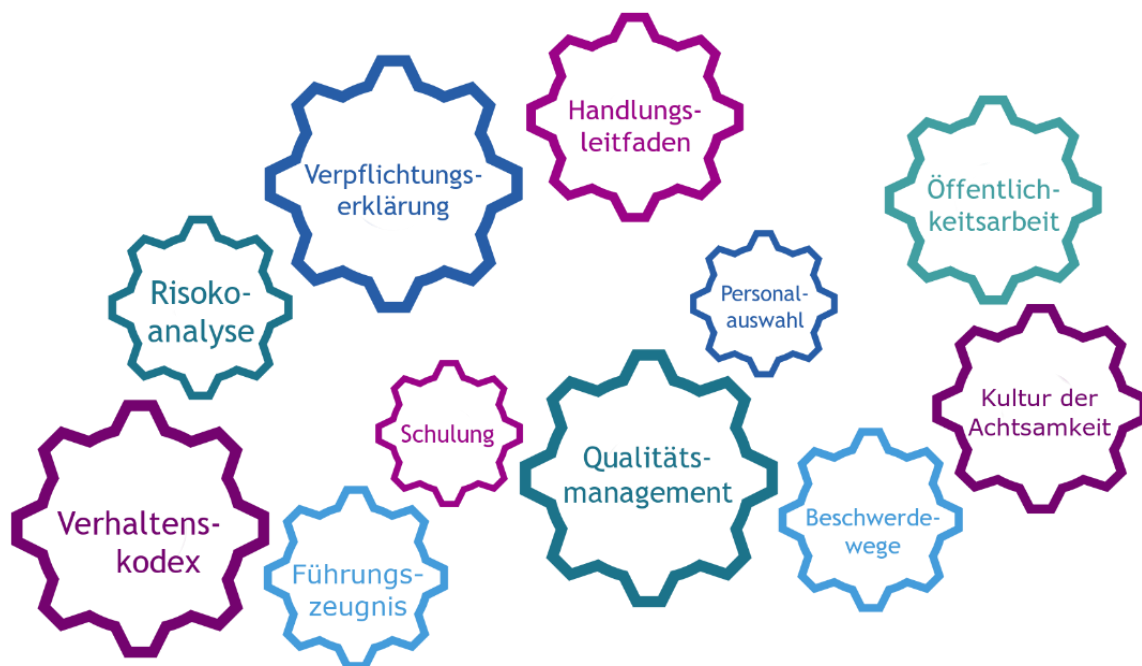 Handlungs-
leitfaden
Verpflichtungs-
erklärung
Öffentlich-
keitsarbeit
Risoko-
analyse
Personal-
auswahl
Kultur der
Achtsamkeit
Schulung
Qualitäts-
management
Verhaltens-
kodex
Beschwerde-
wege
Führungs-
zeugnis